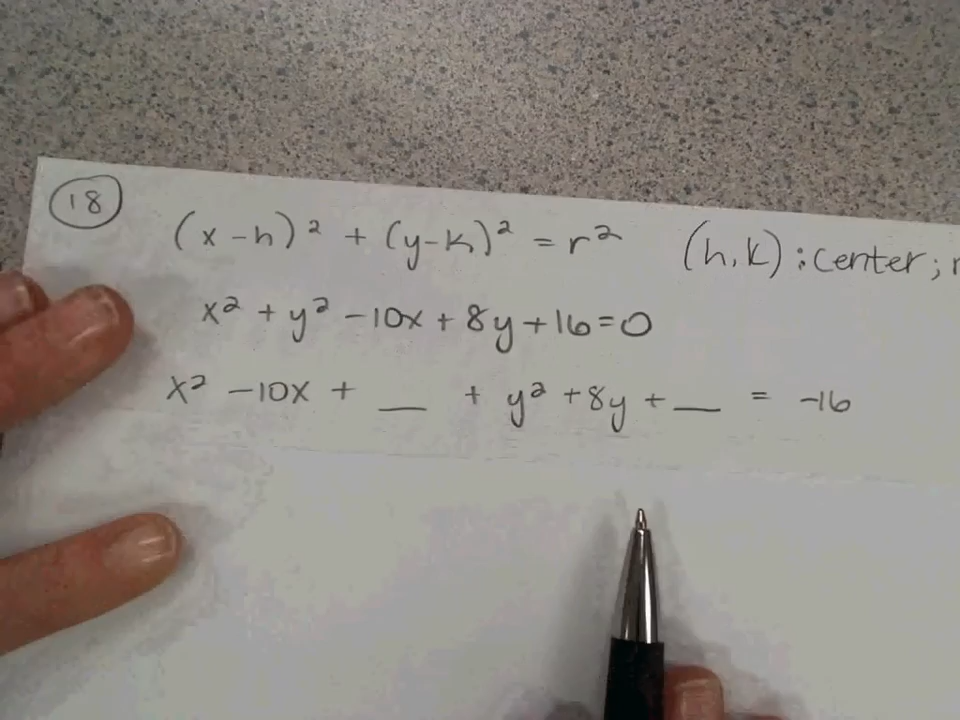 18
(x-h)² + (y-k)² = r² (h,k): center; r
x² + y² -10x + 8y + 16 = 0
x² -10x + __ + y² + 8y + __ = -16